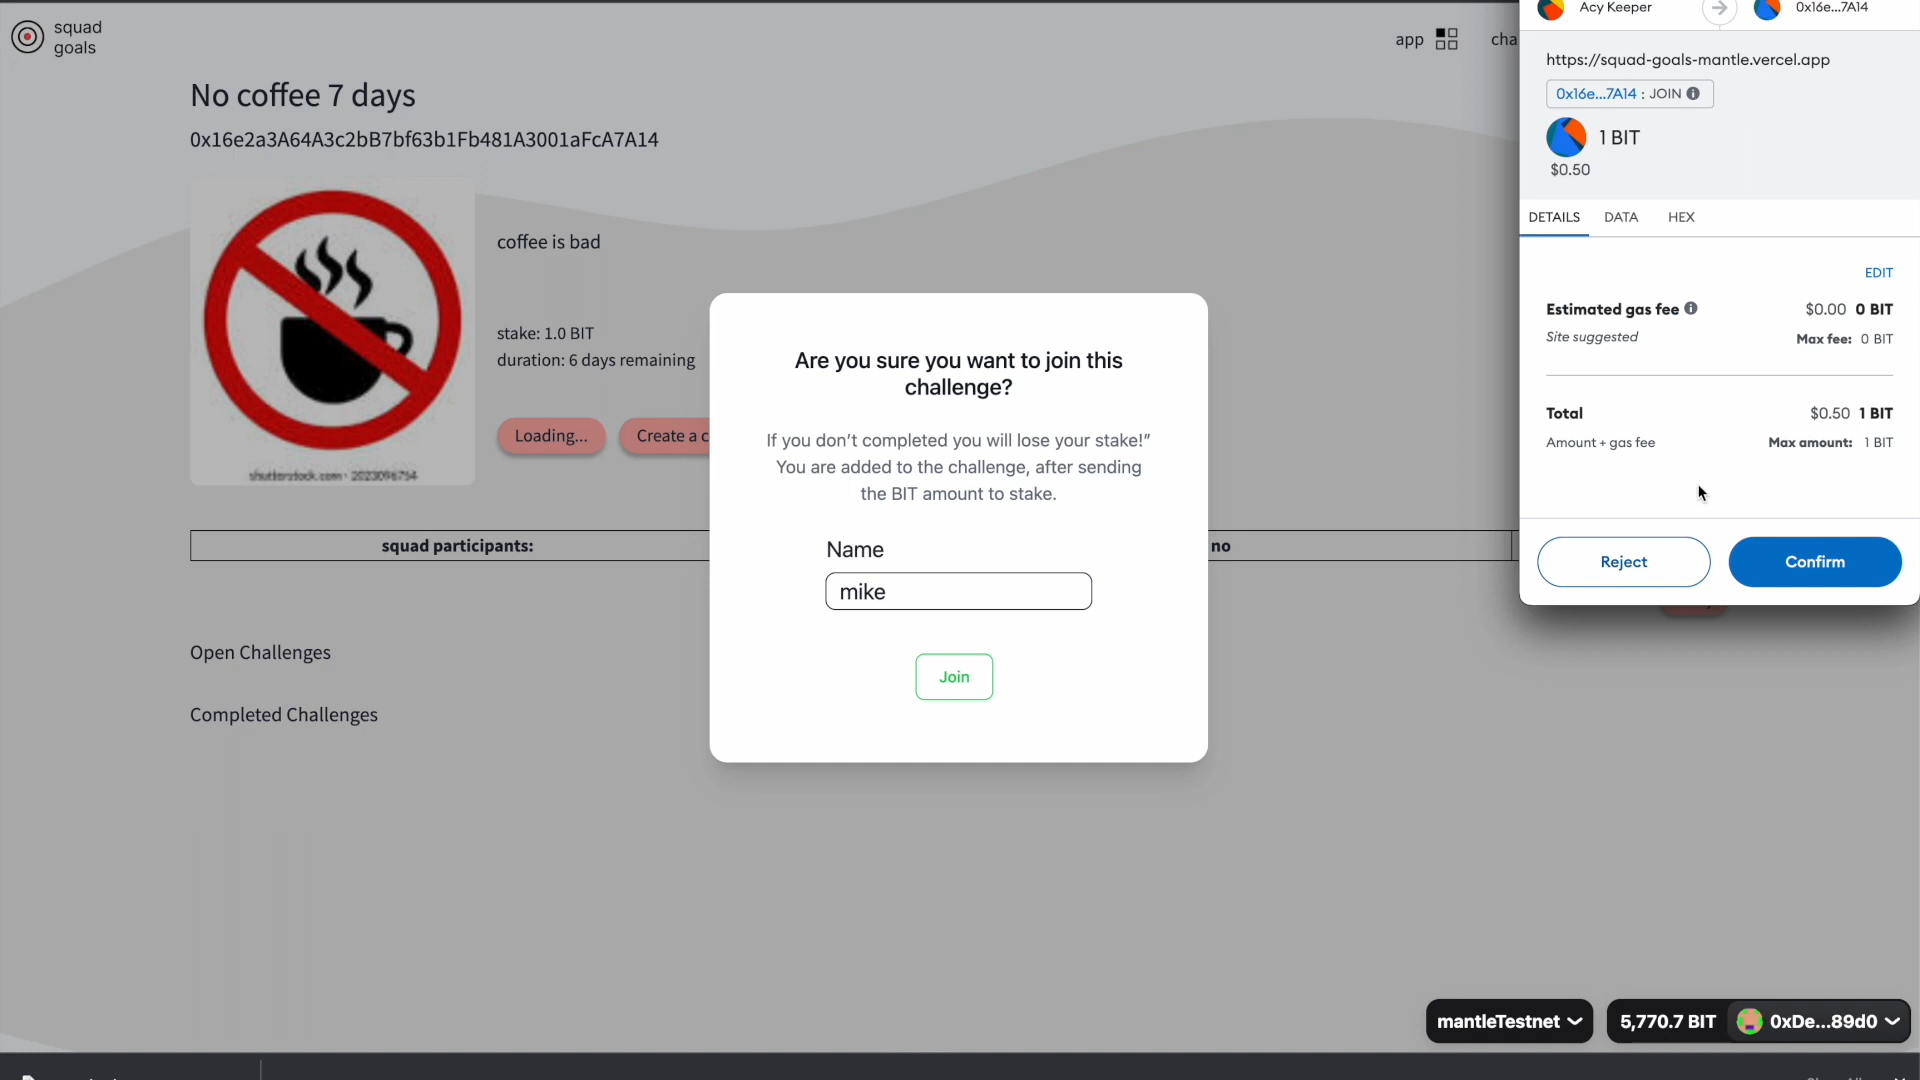 squad
goals
app
cha
No coffee 7 days
0x16e2a3A64A3c2bB7bf63b1Fb481A3001aFcA7A14
coffee is bad
stake: 1.0 BIT
duration: 6 days remaining
Loading...
Create a c
shutterstock.com · 2023096754
squad participants:
no
Open Challenges
Completed Challenges
Are you sure you want to join this
challenge?
If you don’t completed you will lose your stake!”
You are added to the challenge, after sending
the BIT amount to stake.
Name
mike
Join
Acy Keeper
0x16e...7A14
https://squad-goals-mantle.vercel.app
0x16e...7A14 : JOIN
1 BIT
$0.50
DETAILS DATA HEX
EDIT
Estimated gas fee $0.00 0 BIT
Site suggested Max fee: 0 BIT
Total $0.50 1 BIT
Amount + gas fee Max amount: 1 BIT
Reject
Confirm
mantleTestnet
5,770.7 BIT
0xDe...89d0